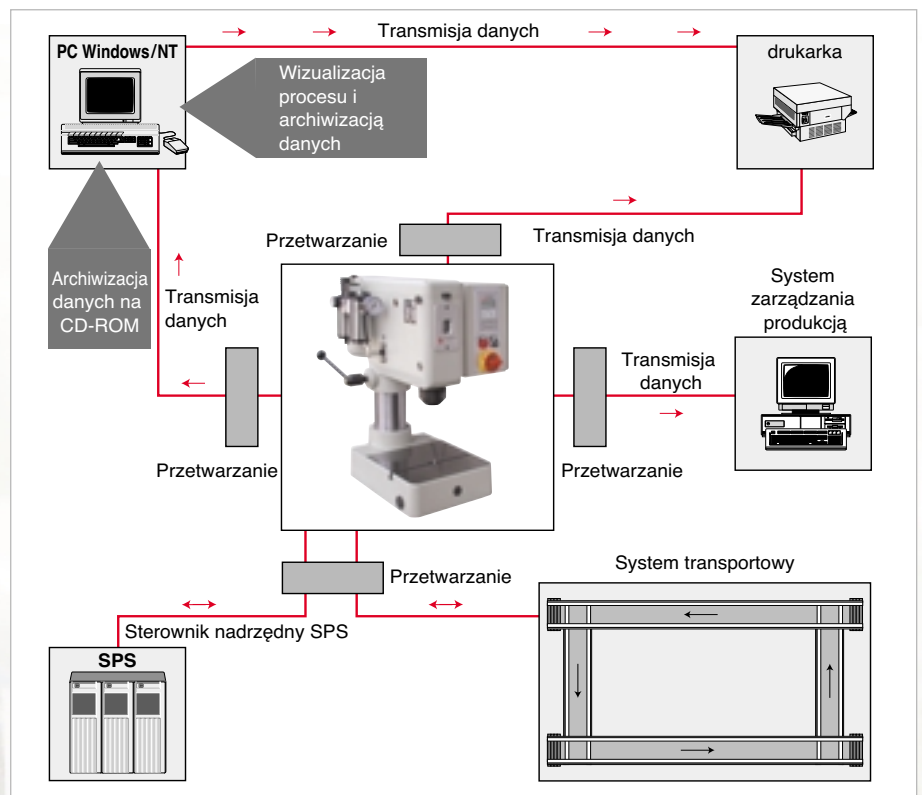 Transmisja danych
PC Windows/NT
drukarka
Wizualizacja
procesu i
archiwizacją
danych
Przetwarzanie
Transmisja danych
Archiwizacja
danych na
CD-ROM
Transmisja
danych
System
zarządzania
produkcją
Transmisja
danych
Przetwarzanie
Przetwarzanie
System transportowy
Przetwarzanie
Sterownik nadrzędny SPS
SPS